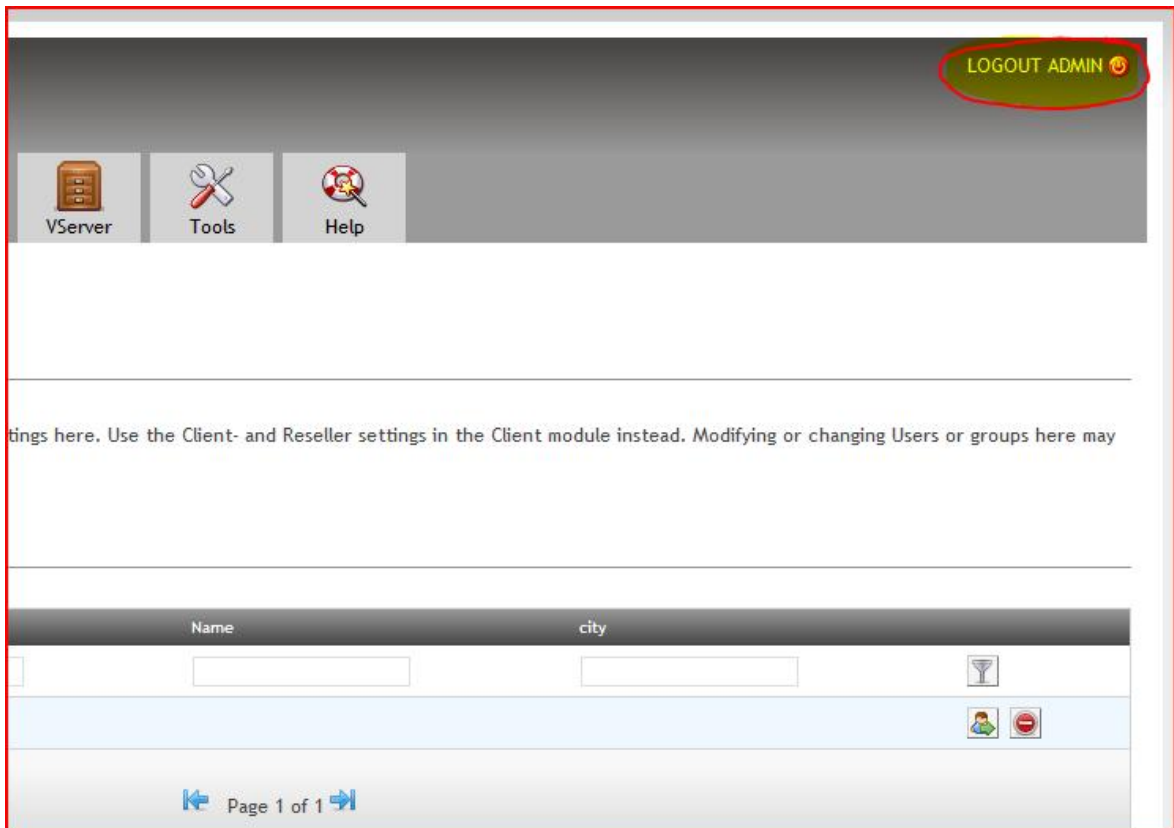 LOGOUT ADMIN
VServer Tools Help
tings here. Use the Client- and Reseller settings in the Client module instead. Modifying or changing Users or groups here may
Name city
Page 1 of 1